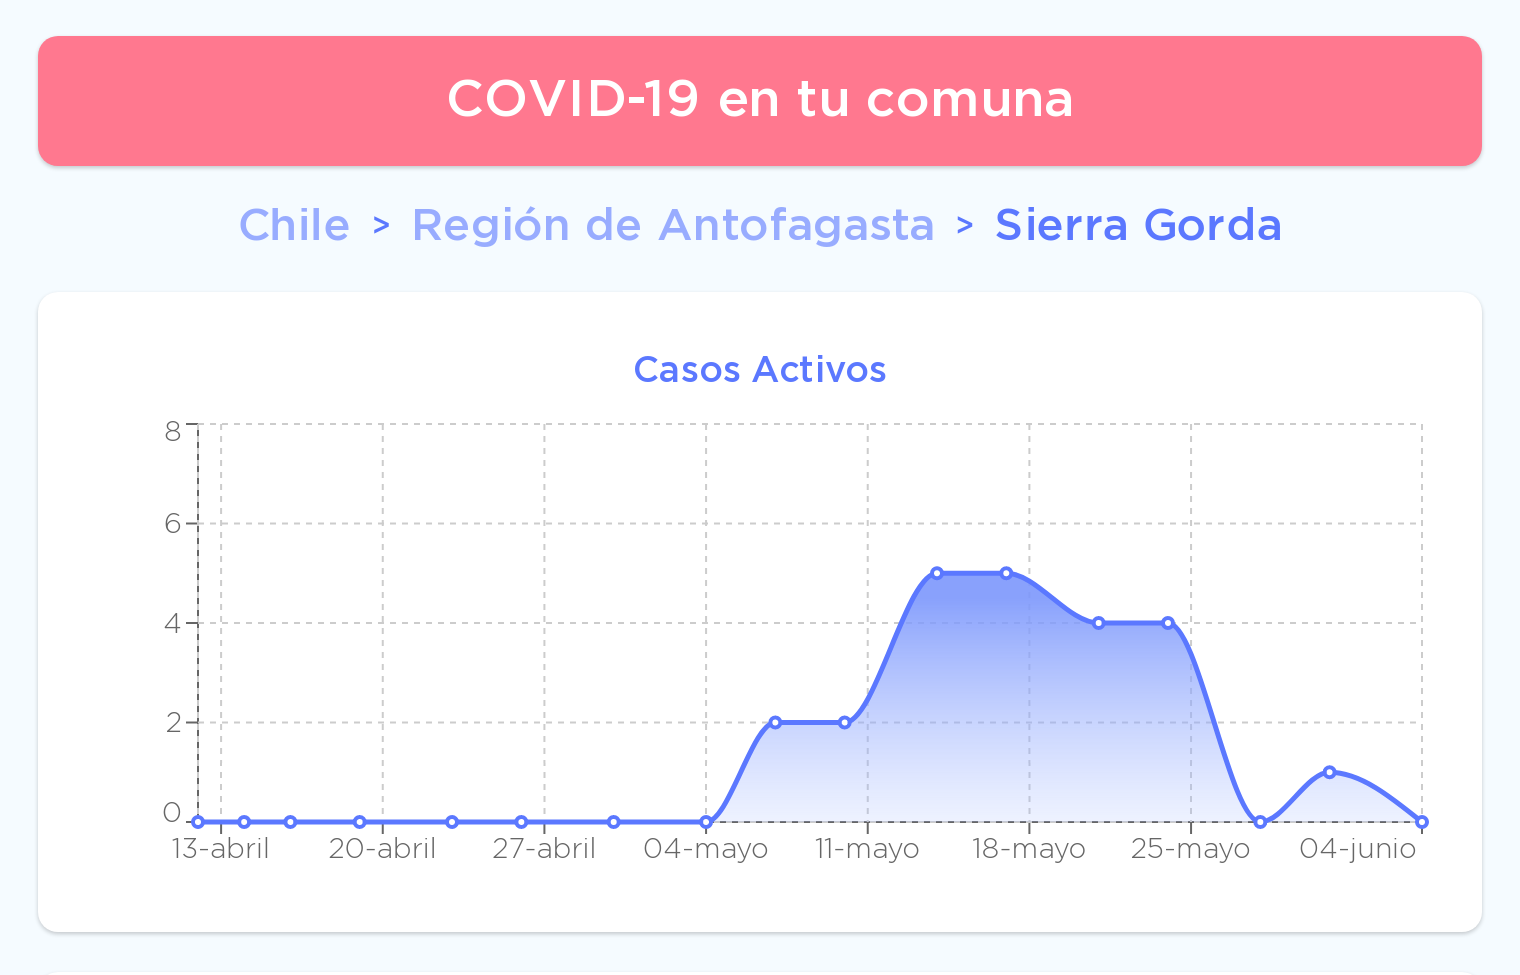 COVID-19 en tu comuna
Chile > Región de Antofagasta > Sierra Gorda
Casos Activos
8
6
4
2
0
13-abril 20-abril 27-abril 04-mayo 11-mayo 18-mayo 25-mayo 04-junio